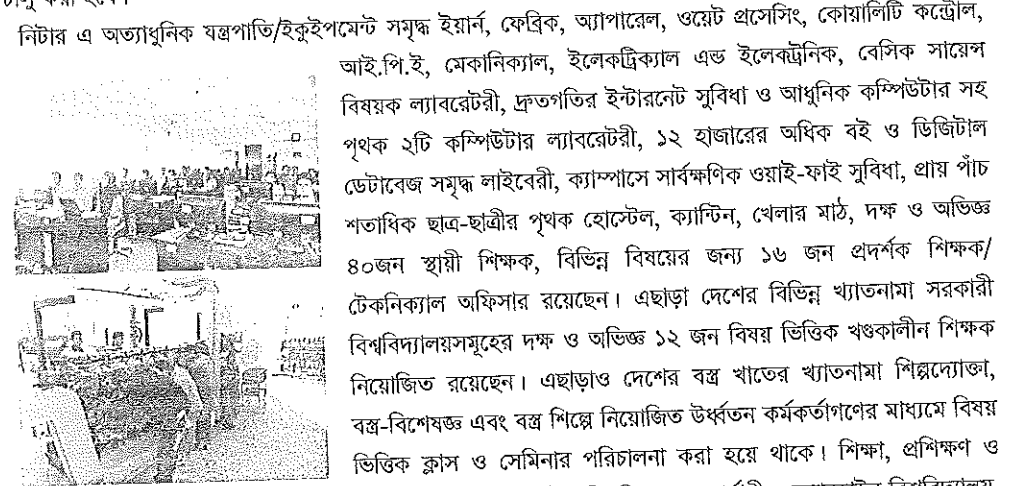 নিটার এ অত্যাধুনিক যন্ত্রপাতি/ইকুইপমেন্ট সমৃদ্ধ ইয়ার্ন, ফেব্রিক, অ্যাপারেল, ওয়েট প্রসেসিং, কোয়ালিটি কন্ট্রোল,
আই.পি.ই, মেকানিক্যাল, ইলেকট্রিক্যাল এন্ড ইলেকট্রনিক, বেসিক সায়েন্স
বিষয়ক ল্যাবরেটরী, দ্রুতগতির ইন্টারনেট সুবিধা ও আধুনিক কম্পিউটার সহ
পৃথক ২টি কম্পিউটার ল্যাবরেটরী, ১২ হাজারের অধিক বই ও ডিজিটাল
ডেটাবেজ সমৃদ্ধ লাইবেরী, ক্যাম্পাসে সার্বক্ষণিক ওয়াই-ফাই সুবিধা, প্রায় পাঁচ
শতাধিক ছাত্র-ছাত্রীর পৃথক হোস্টেল, ক্যান্টিন, খেলার মাঠ, দক্ষ ও অভিজ্ঞ
৪০জন স্থায়ী শিক্ষক, বিভিন্ন বিষয়ের জন্য ১৬ জন প্রদর্শক শিক্ষক/
টেকনিক্যাল অফিসার রয়েছেন। এছাড়া দেশের বিভিন্ন খ্যাতনামা সরকারী
বিশ্ববিদ্যালয়সমূহের দক্ষ ও অভিজ্ঞ ১২ জন বিষয় ভিত্তিক খণ্ডকালীন শিক্ষক
নিয়োজিত রয়েছেন। এছাড়াও দেশের বস্ত্র খাতের খ্যাতনামা শিল্পদ্যোক্তা,
বস্ত্র-বিশেষজ্ঞ এবং বস্ত্র শিল্পে নিয়োজিত উর্ধ্বতন কর্মকর্তাগণের মাধ্যমে বিষয়
ভিত্তিক ক্লাস ও সেমিনার পরিচালনা করা হয়ে থাকে। শিক্ষা, প্রশিক্ষণ ও